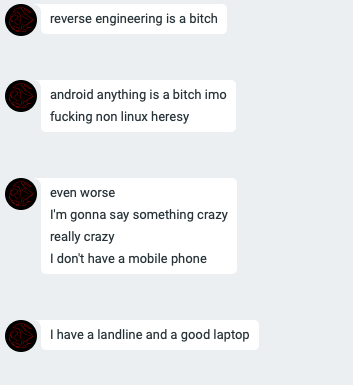 reverse engineering is a bitch
android anything is a bitch imo
fucking non linux heresy
even worse
I'm gonna say something crazy
really crazy
I don't have a mobile phone
I have a landline and a good laptop